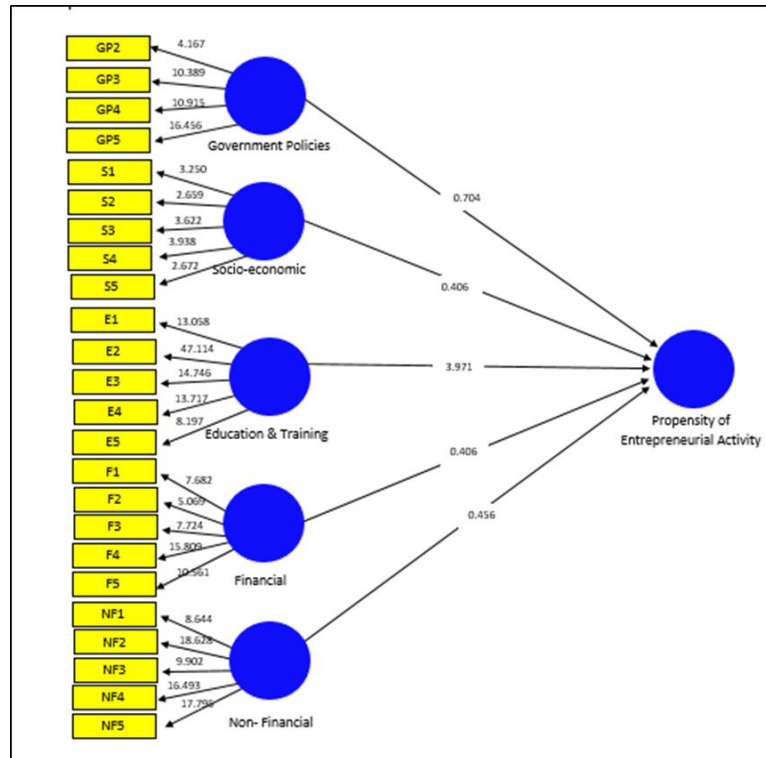 GP2
4.167
GP3
10.389
GP4
10.915
GP5
16.456
Government Policies
S1
3.250
S2
2.659
S3
3.622
S4
3.938
S5
2.672
Socio-economic
E1
13.058
E2
47.114
E3
14.746
E4
13.717
E5
8.197
Education & Training
F1
7.682
F2
5.069
F3
7.724
F4
15.809
F5
10.561
Financial
NF1
8.644
NF2
18.628
NF3
9.902
NF4
16.493
NF5
17.796
Non- Financial
0.704
0.406
3.971
0.406
0.456
Propensity of
Entrepreneurial Activity